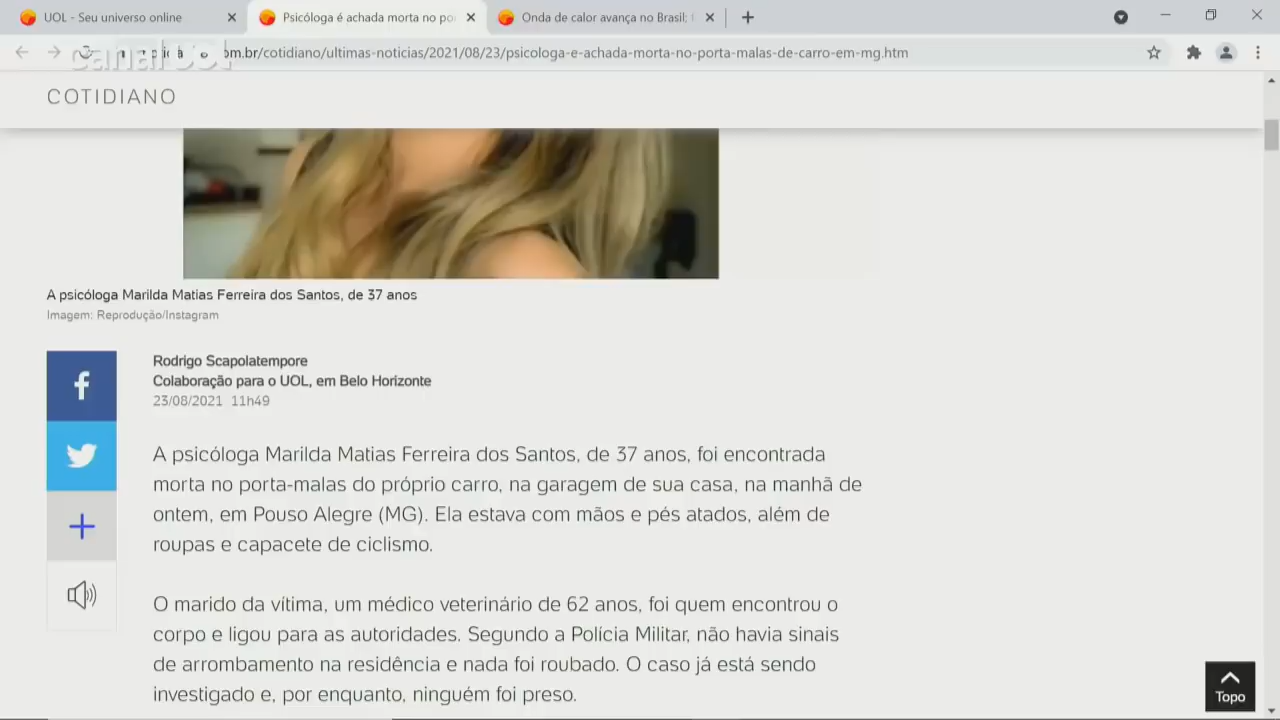 UOL - Seu universo online
Psicóloga é achada morta no po
Onda de calor avança no Brasil;
om.br/cotidiano/ultimas-noticias/2021/08/23/psicologa-e-achada-morta-no-porta-malas-de-carro-em-mg.htm
canal uol
COTIDIANO
A psicóloga Marilda Matias Ferreira dos Santos, de 37 anos
Imagem: Reprodução/Instagram
Rodrigo Scapolatempore
Colaboração para o UOL, em Belo Horizonte
23/08/2021 11h49
A psicóloga Marilda Matias Ferreira dos Santos, de 37 anos, foi encontrada
morta no porta-malas do próprio carro, na garagem de sua casa, na manhã de
ontem, em Pouso Alegre (MG). Ela estava com mãos e pés atados, além de
roupas e capacete de ciclismo.
O marido da vítima, um médico veterinário de 62 anos, foi quem encontrou o
corpo e ligou para as autoridades. Segundo a Polícia Militar, não havia sinais
de arrombamento na residência e nada foi roubado. O caso já está sendo
investigado e, por enquanto, ninguém foi preso.
Topo